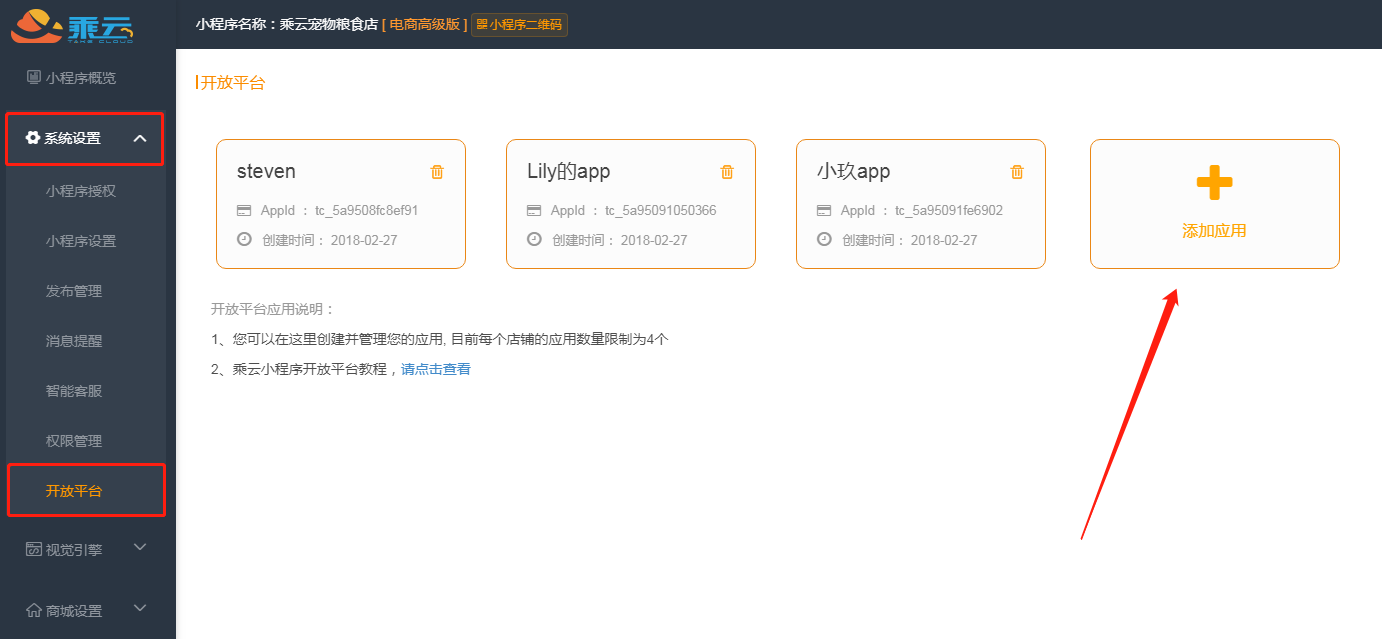 乘云
TAKE CLOUD
小程序名称：乘云宠物粮食店 [ 电商高级版 ] 小程序二维码
小程序概览
系统设置
小程序授权
小程序设置
发布管理
消息提醒
智能客服
权限管理
开放平台
视觉引擎
商城设置
开放平台
steven
AppId ： tc_5a9508fc8ef91
创建时间： 2018-02-27
Lily的app
AppId ： tc_5a95091050366
创建时间： 2018-02-27
小玖app
AppId ： tc_5a95091fe6902
创建时间： 2018-02-27
添加应用
开放平台应用说明：
1、您可以在这里创建并管理您的应用, 目前每个店铺的应用数量限制为4个
2、乘云小程序开放平台教程，请点击查看